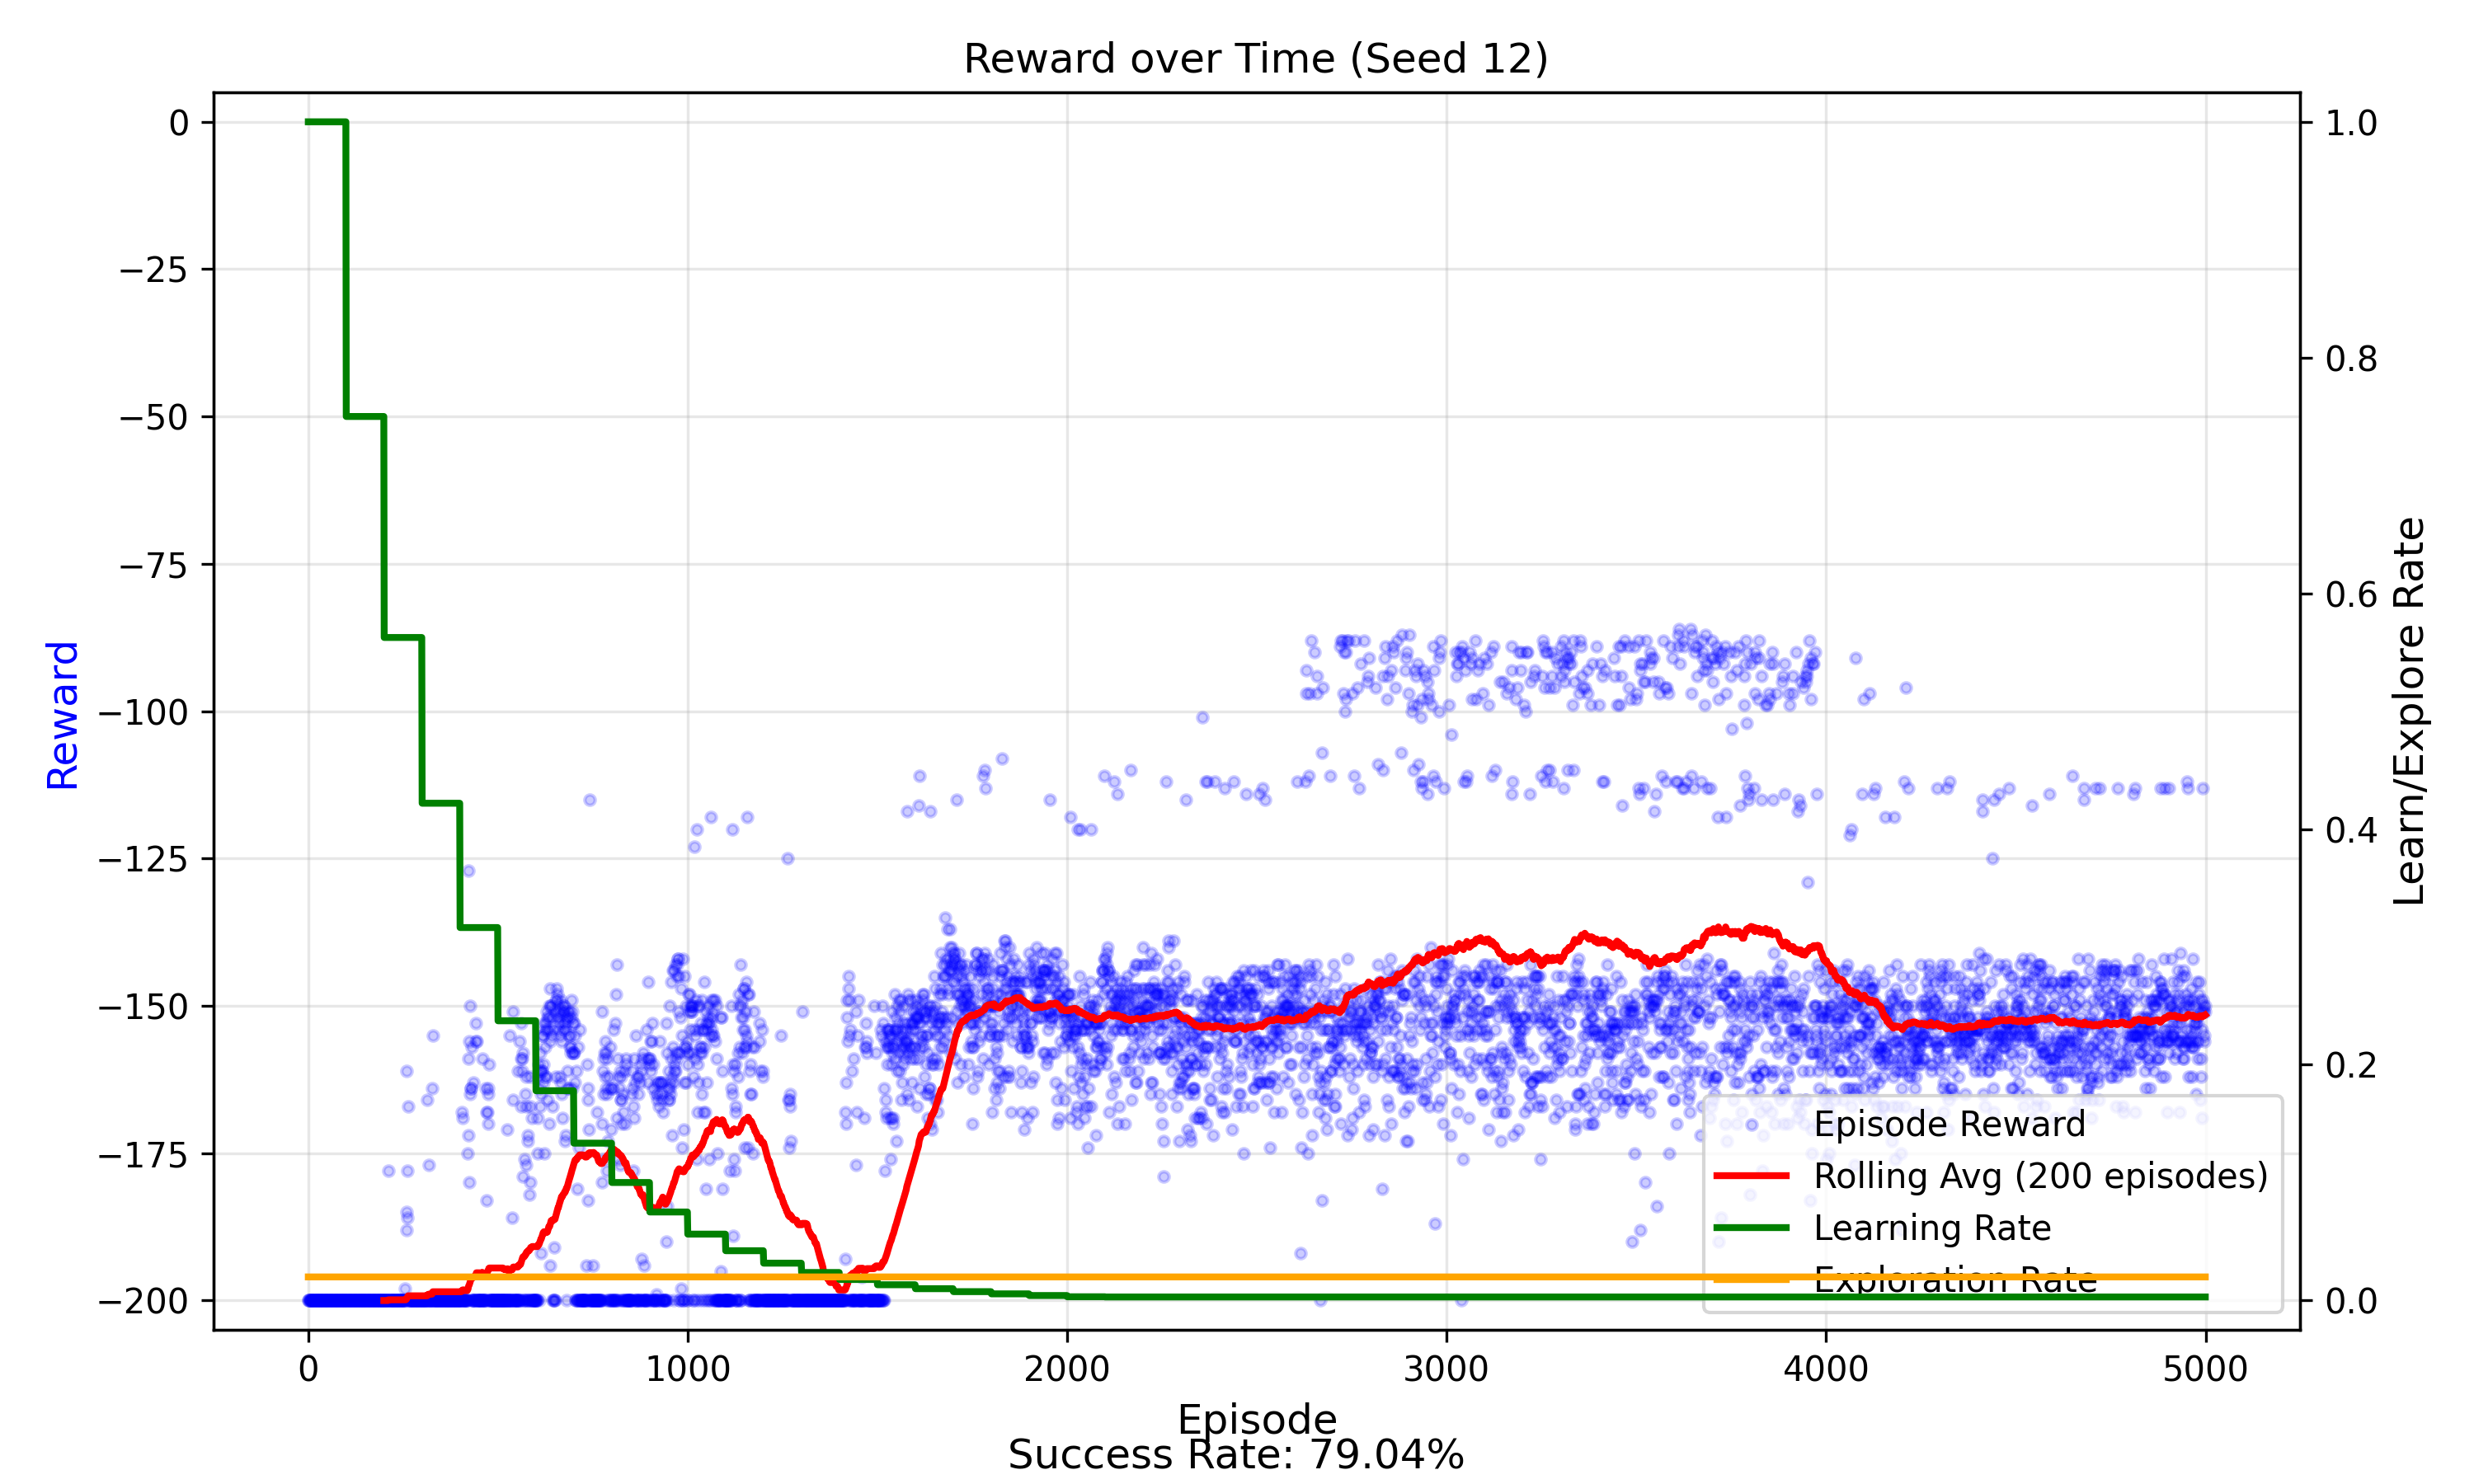 Reward over Time (Seed 12)
0
−25
−50
−75
−100
−125
−150
−175
−200
Reward
1.0
0.8
0.6
0.4
0.2
0.0
Learn/Explore Rate
Episode Reward
Rolling Avg (200 episodes)
Learning Rate
Exploration Rate
0 1000 2000 3000 4000 5000
Episode
Success Rate: 79.04%